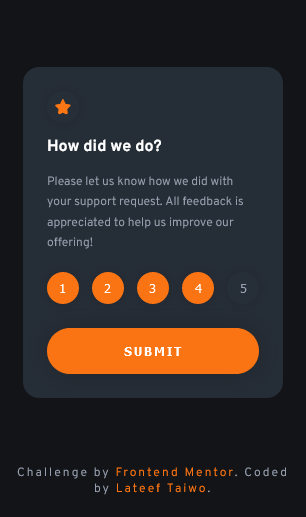 How did we do?
Please let us know how we did with
your support request. All feedback is
appreciated to help us improve our
offering!
1 2 3 4 5
SUBMIT
Challenge by Frontend Mentor. Coded
by Lateef Taiwo.